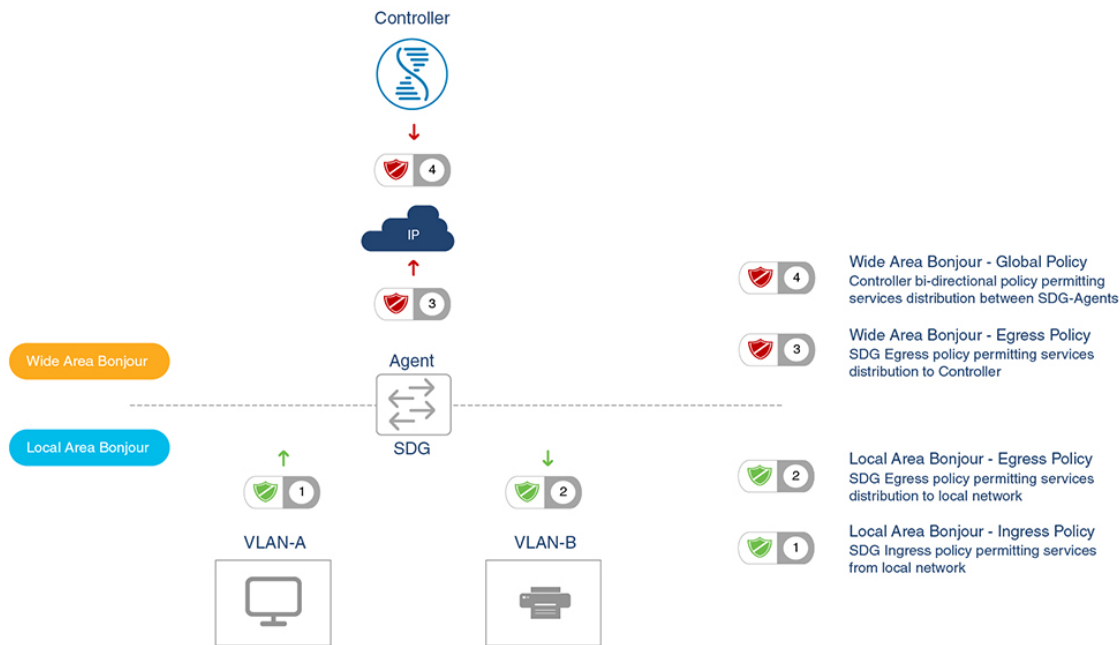 Controller
4
IP
3
Wide Area Bonjour
Agent
SDG
Local Area Bonjour
1
2
VLAN-A
VLAN-B
4
Wide Area Bonjour - Global Policy
Controller bi-directional policy permitting
services distribution between SDG-Agents
3
Wide Area Bonjour - Egress Policy
SDG Egress policy permitting services
distribution to Controller
2
Local Area Bonjour - Egress Policy
SDG Egress policy permitting services
distribution to local network
1
Local Area Bonjour - Ingress Policy
SDG Ingress policy permitting services
from local network